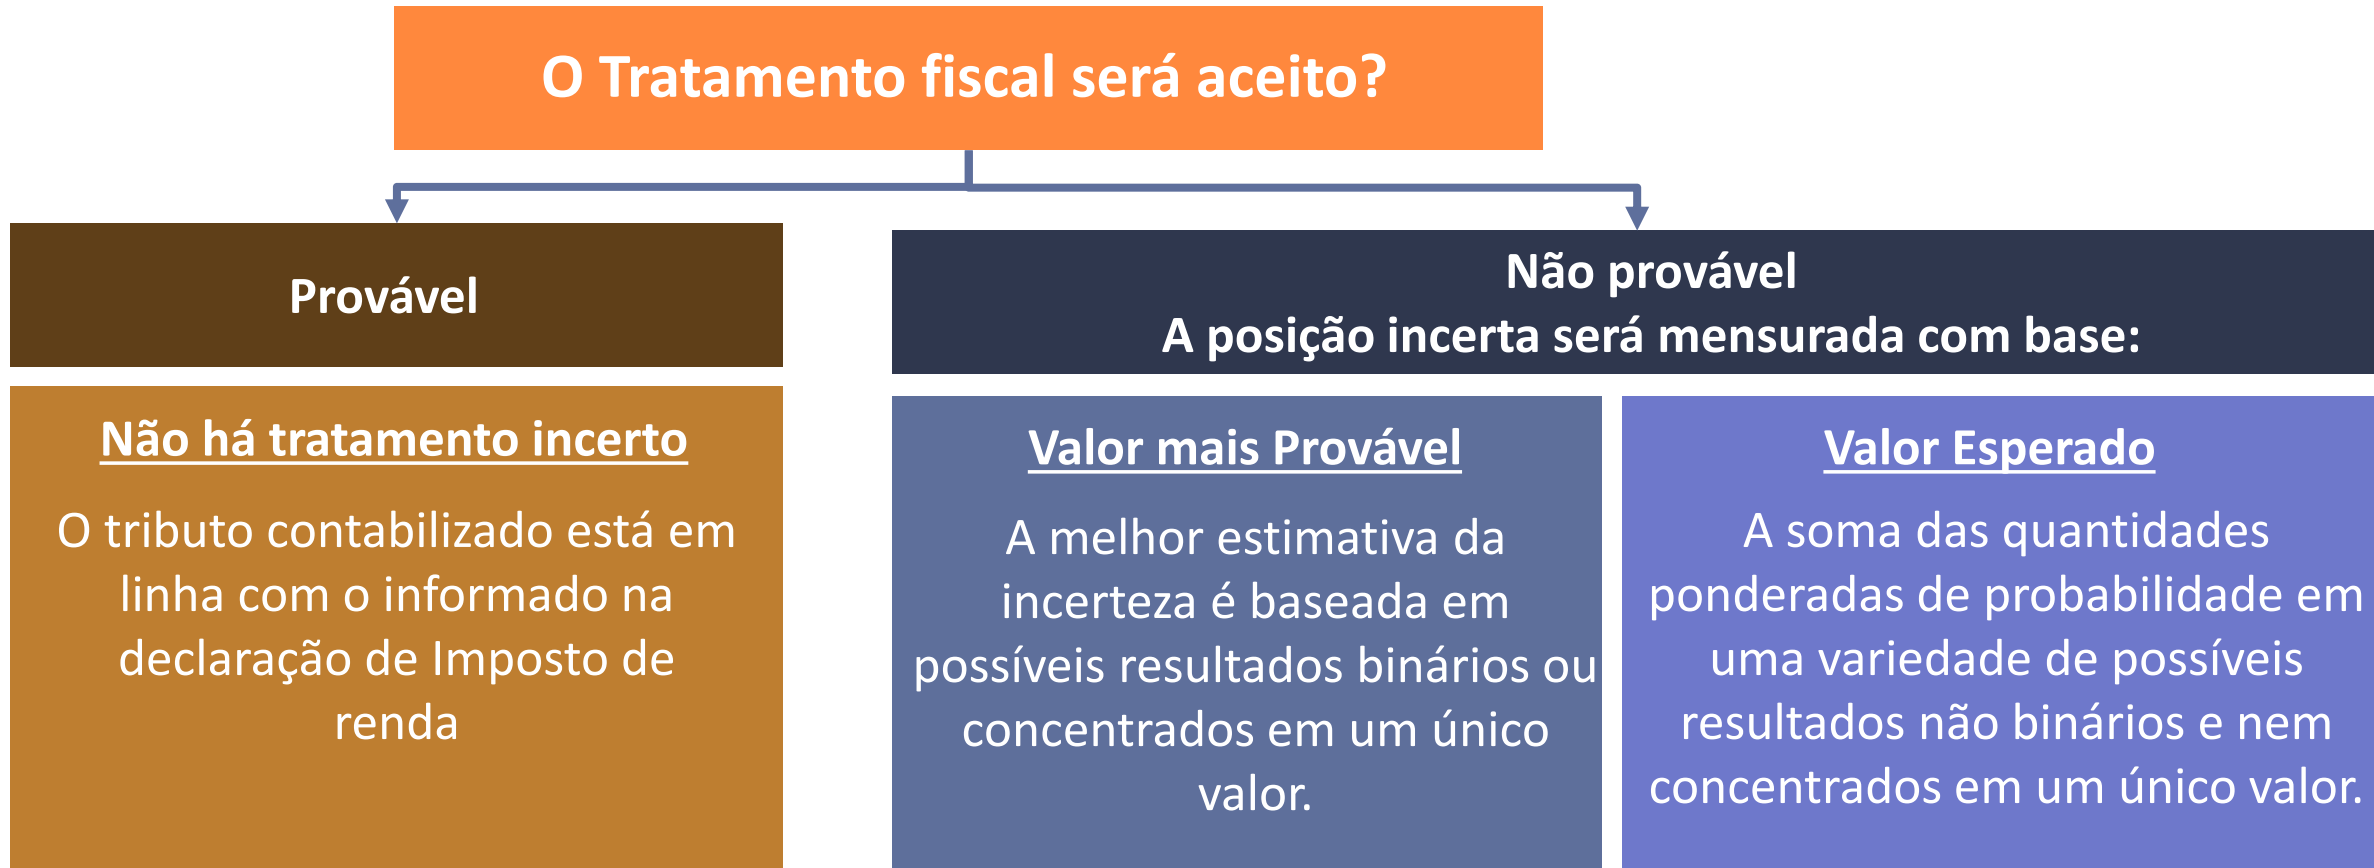 O Tratamento fiscal será aceito?
Provável
Não provável
A posição incerta será mensurada com base:
Não há tratamento incerto
O tributo contabilizado está em
linha com o informado na
declaração de Imposto de
renda
Valor mais Provável
A melhor estimativa da
incerteza é baseada em
possíveis resultados binários ou
concentrados em um único
valor.
Valor Esperado
A soma das quantidades
ponderadas de probabilidade em
uma variedade de possíveis
resultados não binários e nem
concentrados em um único valor.